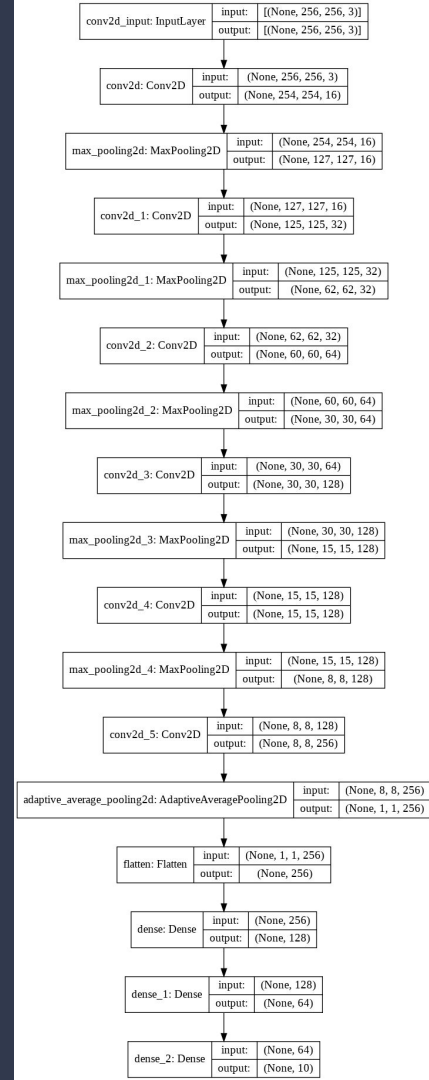 conv2d_input: InputLayer input: [(None, 256, 256, 3)]
output: [(None, 256, 256, 3)]
conv2d: Conv2D input: (None, 256, 256, 3)
output: (None, 254, 254, 16)
max_pooling2d: MaxPooling2D input: (None, 254, 254, 16)
output: (None, 127, 127, 16)
conv2d_1: Conv2D input: (None, 127, 127, 16)
output: (None, 125, 125, 32)
max_pooling2d_1: MaxPooling2D input: (None, 125, 125, 32)
output: (None, 62, 62, 32)
conv2d_2: Conv2D input: (None, 62, 62, 32)
output: (None, 60, 60, 64)
max_pooling2d_2: MaxPooling2D input: (None, 60, 60, 64)
output: (None, 30, 30, 64)
conv2d_3: Conv2D input: (None, 30, 30, 64)
output: (None, 30, 30, 128)
max_pooling2d_3: MaxPooling2D input: (None, 30, 30, 128)
output: (None, 15, 15, 128)
conv2d_4: Conv2D input: (None, 15, 15, 128)
output: (None, 15, 15, 128)
max_pooling2d_4: MaxPooling2D input: (None, 15, 15, 128)
output: (None, 8, 8, 128)
conv2d_5: Conv2D input: (None, 8, 8, 128)
output: (None, 8, 8, 256)
adaptive_average_pooling2d: AdaptiveAveragePooling2D input: (None, 8, 8, 256)
output: (None, 1, 1, 256)
flatten: Flatten input: (None, 1, 1, 256)
output: (None, 256)
dense: Dense input: (None, 256)
output: (None, 128)
dense_1: Dense input: (None, 128)
output: (None, 64)
dense_2: Dense input: (None, 64)
output: (None, 10)